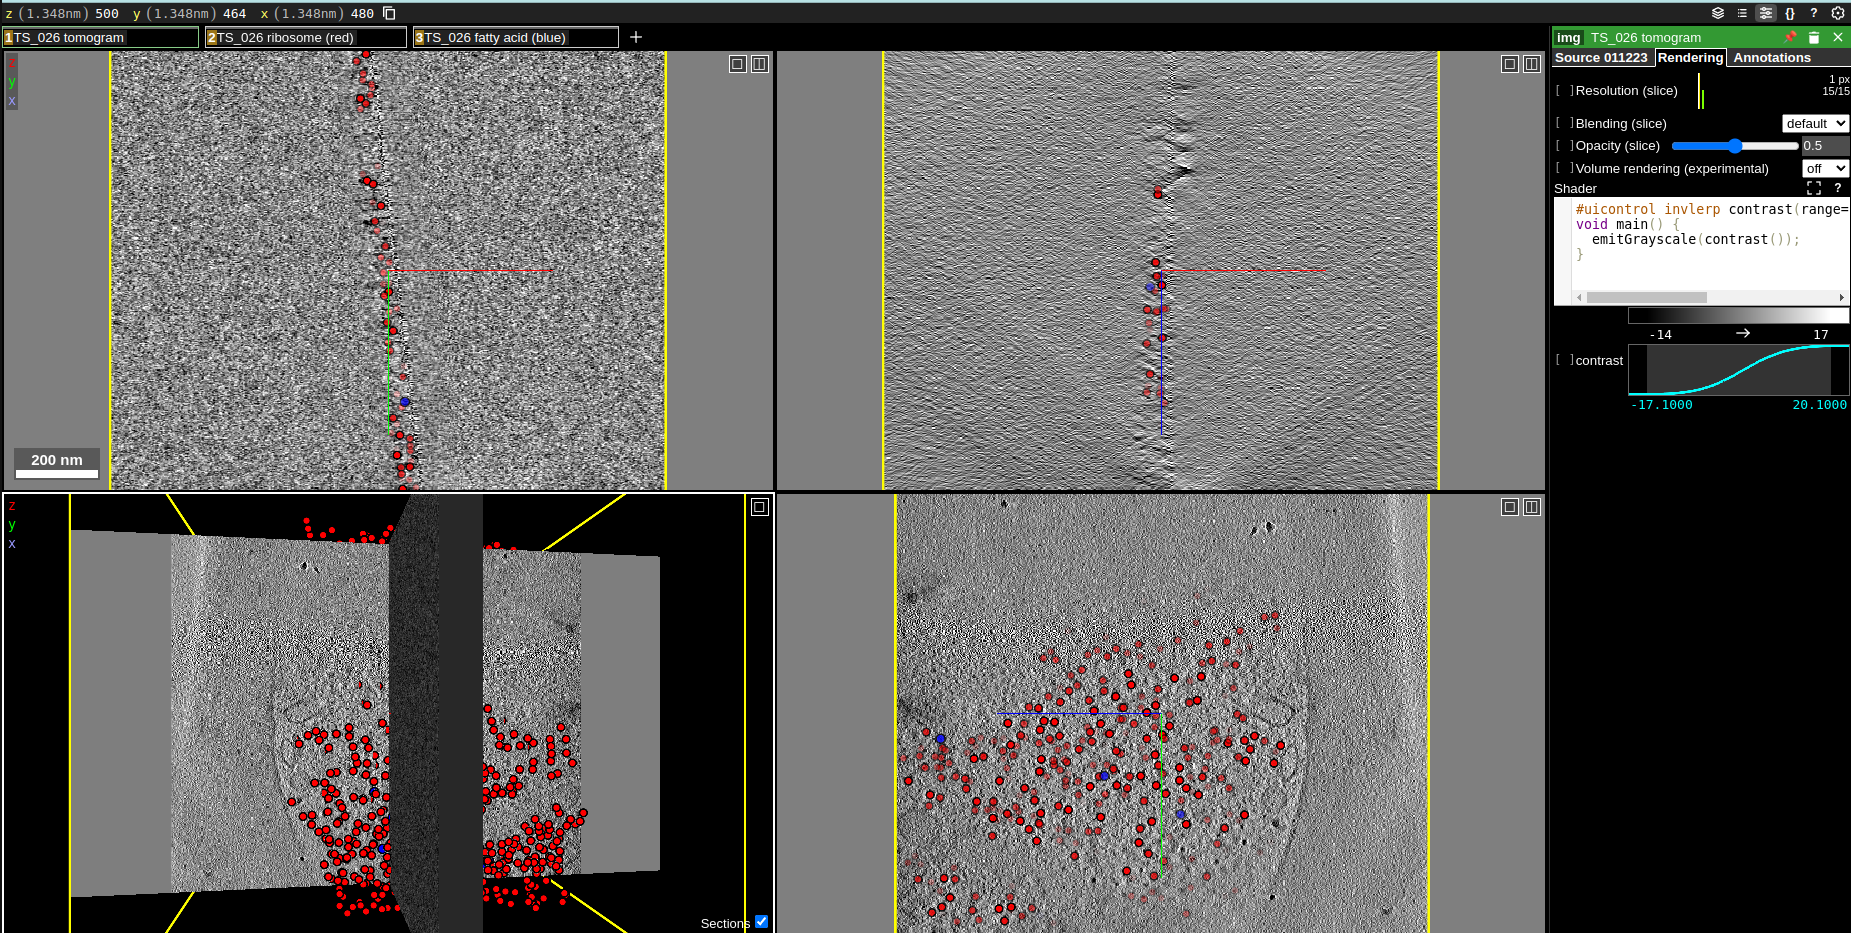 z (1.348nm) 500 y (1.348nm) 464 x (1.348nm) 480
{} ?
1 TS_026 tomogram 2 TS_026 ribosome (red) 3 TS_026 fatty acid (blue) +
img TS_026 tomogram
Source 011223 Rendering Annotations
z
y
x
[ ] Resolution (slice) 1 px
15/15
[ ] Blending (slice) default
[ ] Opacity (slice) 0.5
[ ] Volume rendering (experimental) off
Shader ?
#uicontrol invlerp contrast(range=
void main() {
emitGrayscale(contrast());
}
-14 → 17
[ ] contrast
-17.1000 20.1000
200 nm
z
y
x
Sections